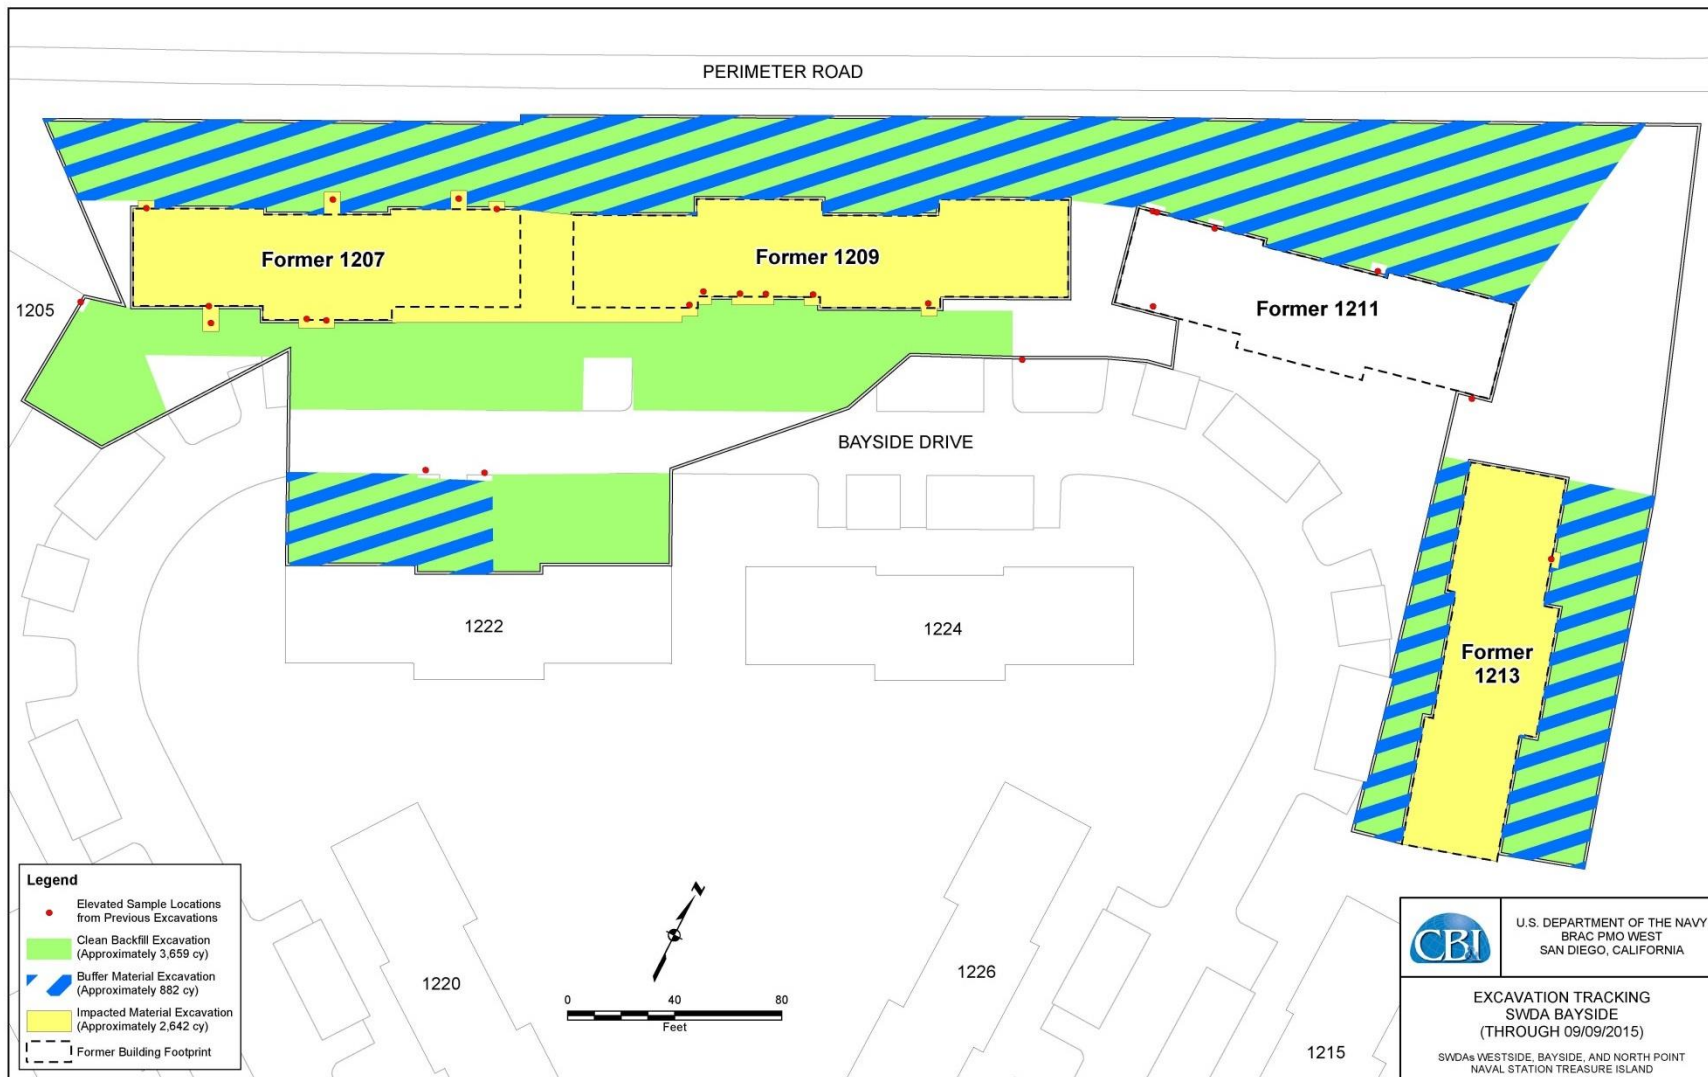 PERIMETER ROAD
Former 1207
Former 1209
Former 1211
1205
BAYSIDE DRIVE
1222
1224
Former
1213
1220
1226
1215
N
0 40 80
Feet
Legend
Elevated Sample Locations
from Previous Excavations
Clean Backfill Excavation
(Approximately 3,659 cy)
Buffer Material Excavation
(Approximately 882 cy)
Impacted Material Excavation
(Approximately 2,642 cy)
Former Building Footprint
CB&I
U.S. DEPARTMENT OF THE NAVY
BRAC PMO WEST
SAN DIEGO, CALIFORNIA
EXCAVATION TRACKING
SWDA BAYSIDE
(THROUGH 09/09/2015)
SWDAs WESTSIDE, BAYSIDE, AND NORTH POINT
NAVAL STATION TREASURE ISLAND